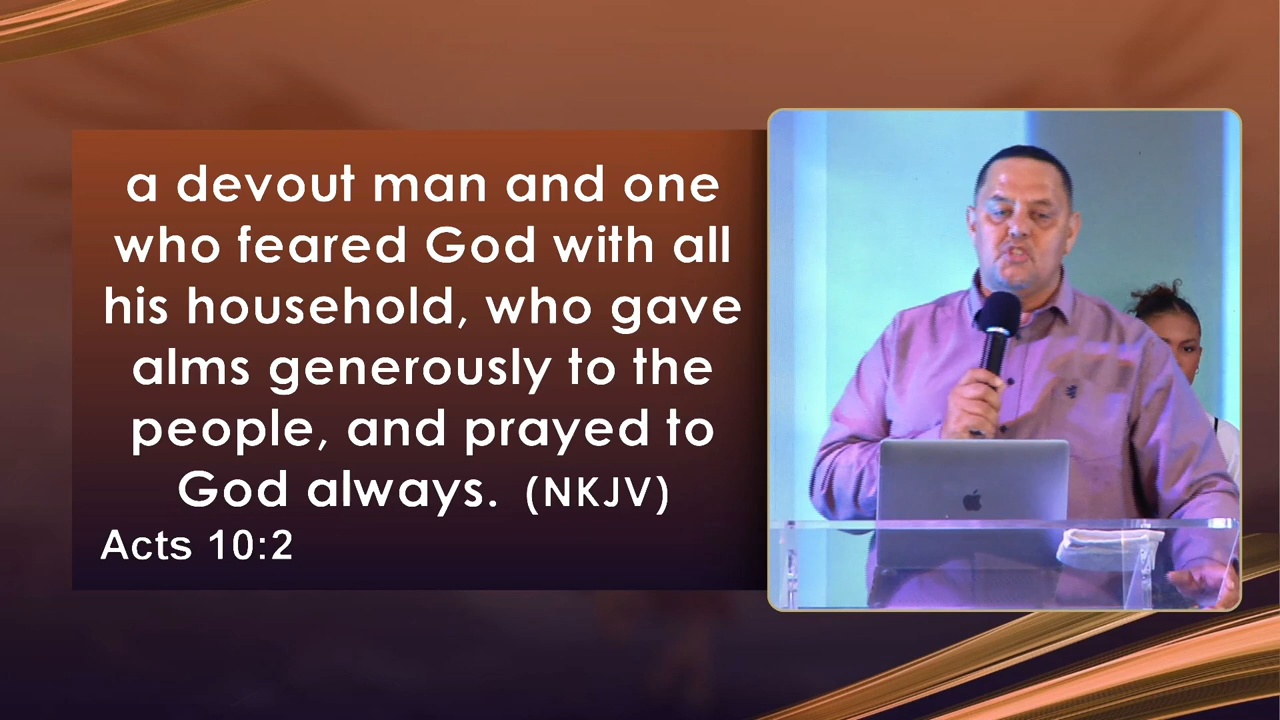 a devout man and one
who feared God with all
his household, who gave
alms generously to the
people, and prayed to
God always. (NKJV)
Acts 10:2